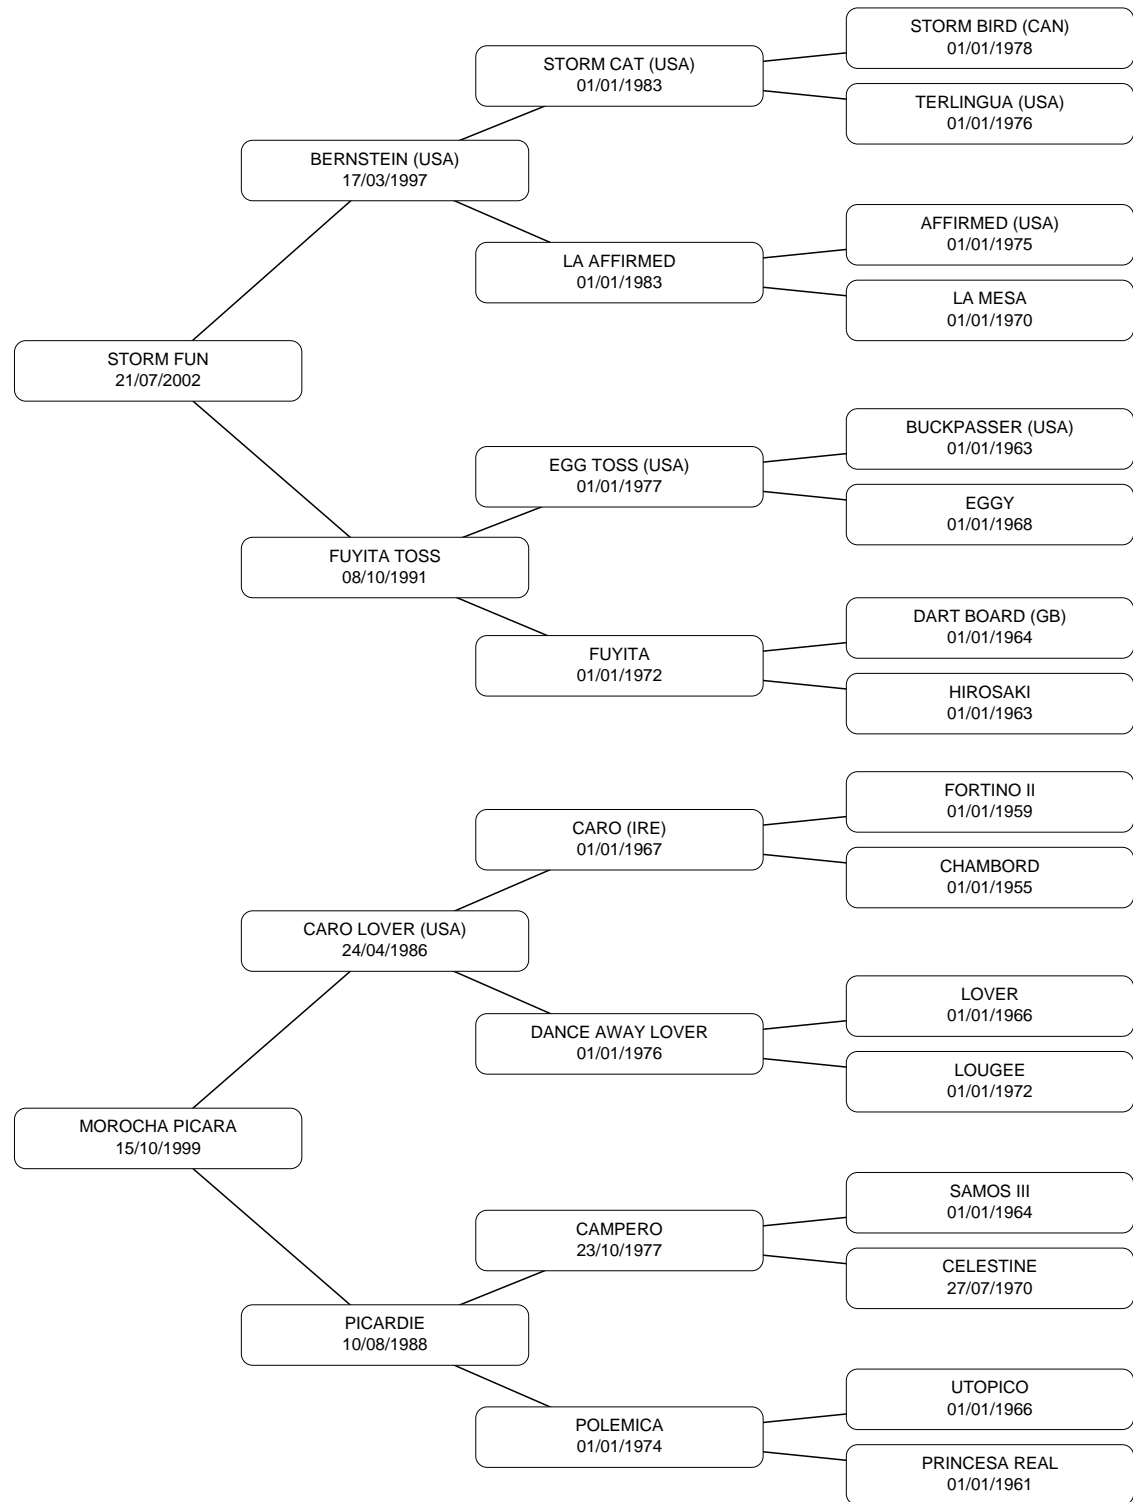 STORM BIRD (CAN)
01/01/1978
STORM CAT (USA)
01/01/1983
TERLINGUA (USA)
01/01/1976
BERNSTEIN (USA)
17/03/1997
AFFIRMED (USA)
01/01/1975
LA AFFIRMED
01/01/1983
LA MESA
01/01/1970
STORM FUN
21/07/2002
BUCKPASSER (USA)
01/01/1963
EGG TOSS (USA)
01/01/1977
EGGY
01/01/1968
FUYITA TOSS
08/10/1991
DART BOARD (GB)
01/01/1964
FUYITA
01/01/1972
HIROSAKI
01/01/1963
FORTINO II
01/01/1959
CARO (IRE)
01/01/1967
CHAMBORD
01/01/1955
CARO LOVER (USA)
24/04/1986
LOVER
01/01/1966
DANCE AWAY LOVER
01/01/1976
LOUGEE
01/01/1972
MOROCHA PICARA
15/10/1999
SAMOS III
01/01/1964
CAMPERO
23/10/1977
CELESTINE
27/07/1970
PICARDIE
10/08/1988
UTOPICO
01/01/1966
POLEMICA
01/01/1974
PRINCESA REAL
01/01/1961